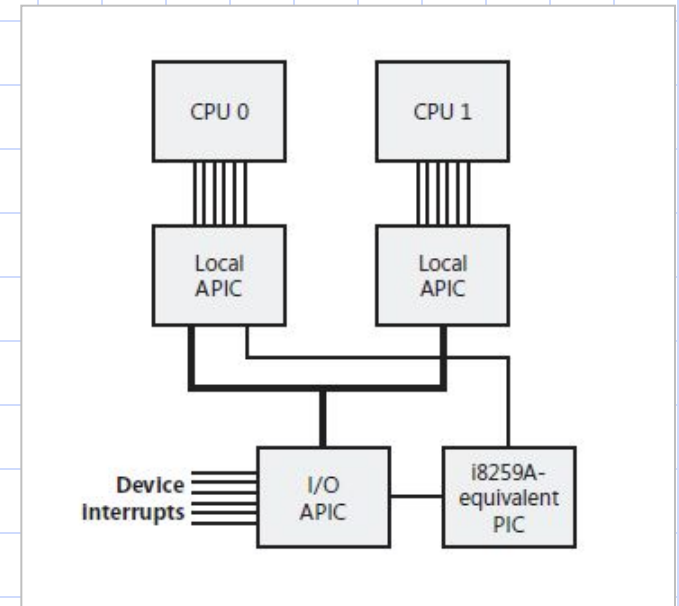 CPU 0
CPU 1
Local
APIC
Local
APIC
Device
interrupts
I/O
APIC
i8259A-
equivalent
PIC